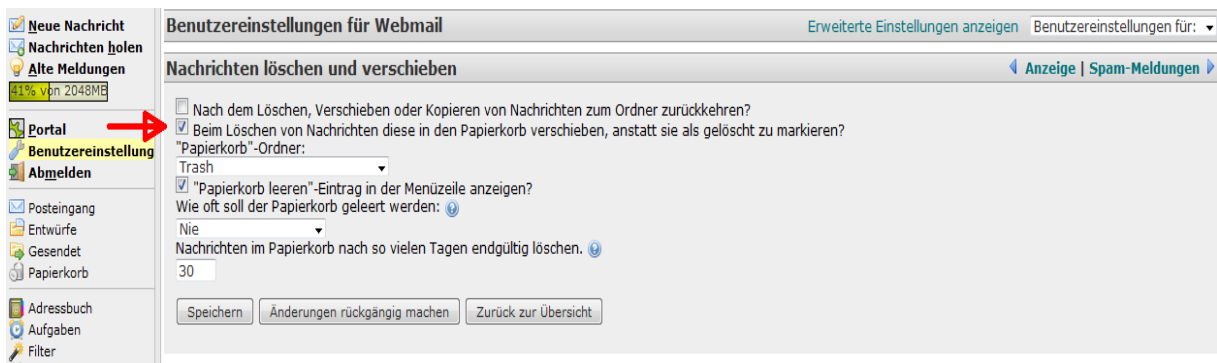 Neue Nachricht
Nachrichten holen
Alte Meldungen
41% von 2048MB
Portal
Benutzereinstellung
Abmelden
Posteingang
Entwürfe
Gesendet
Papierkorb
Adressbuch
Aufgaben
Filter
Benutzereinstellungen für Webmail
Erweiterte Einstellungen anzeigen Benutzereinstellungen für:
Nachrichten löschen und verschieben
Anzeige | Spam-Meldungen
Nach dem Löschen, Verschieben oder Kopieren von Nachrichten zum Ordner zurückkehren?
Beim Löschen von Nachrichten diese in den Papierkorb verschieben, anstatt sie als gelöscht zu markieren?
"Papierkorb"-Ordner:
Trash
"Papierkorb leeren"-Eintrag in der Menüzeile anzeigen?
Wie oft soll der Papierkorb geleert werden:
Nie
Nachrichten im Papierkorb nach so vielen Tagen endgültig löschen.
30
Speichern Änderungen rückgängig machen Zurück zur Übersicht